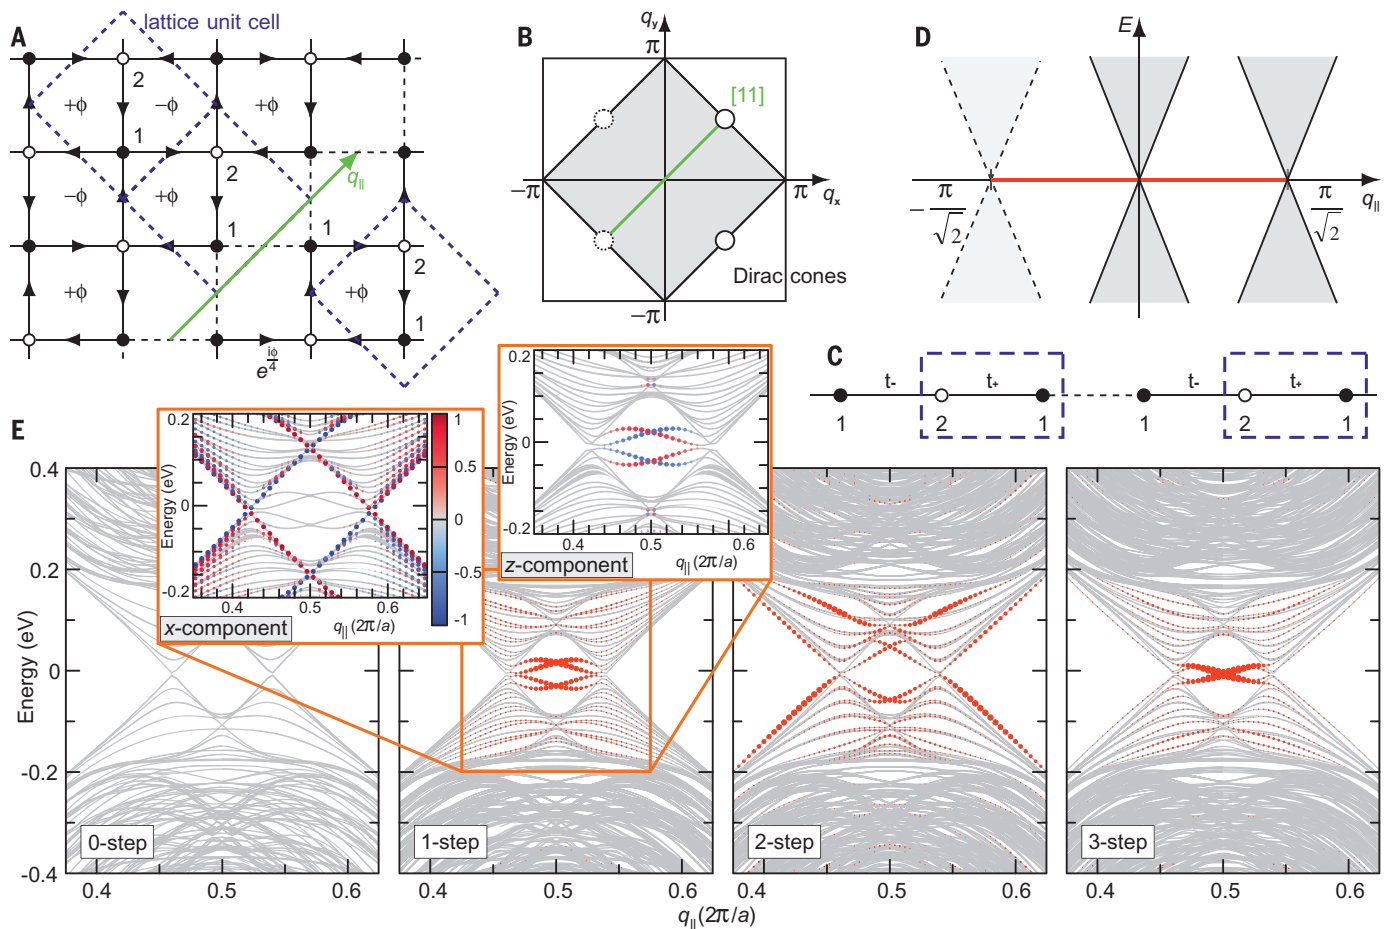 A
lattice unit cell
2
+ϕ
−ϕ
+ϕ
1
2
q||
−ϕ
+ϕ
1
1
2
+ϕ
+ϕ
1
e^{iϕ/4}
B
qy
π
[11]
−π
π
qx
Dirac cones
−π
D
E
−π/√2
π/√2
q||
C
t-
t+
t-
t+
1
2
1
1
2
1
E
0.2
Energy (eV)
0
-0.2
0.4
0.5
0.6
x-component
q|| (2π/a)
1
0.5
0
-0.5
-1
0.2
Energy (eV)
0
-0.2
0.4
0.5
0.6
z-component
q|| (2π/a)
Energy (eV)
0.4
0.2
0
-0.2
-0.4
0-step
1-step
2-step
3-step
0.4
0.5
0.6
0.4
0.5
0.6
0.4
0.5
0.6
0.4
0.5
0.6
q|| (2π/a)